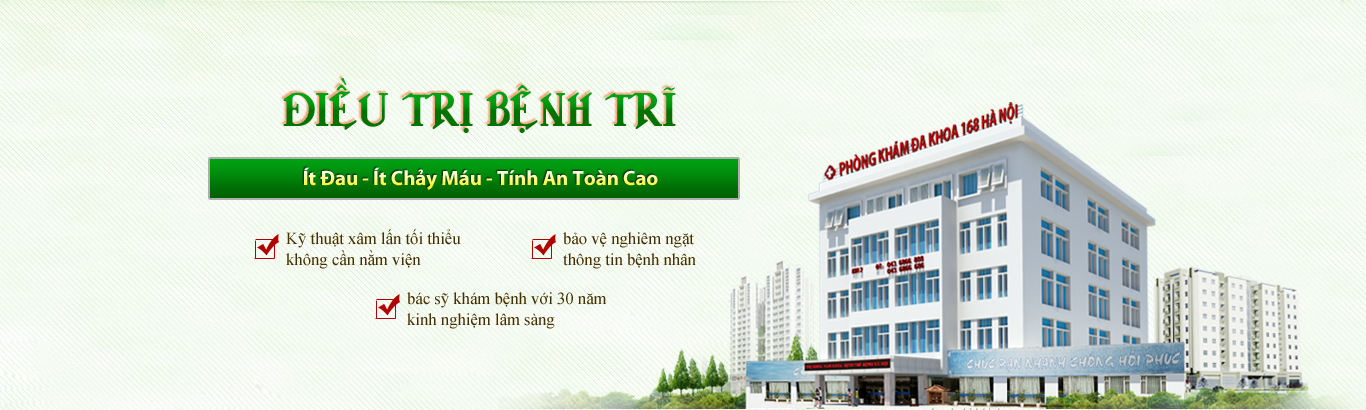 ĐIỀU TRỊ BỆNH TRĨ
Ít Đau - Ít Chảy Máu - Tính An Toàn Cao
Kỹ thuật xâm lấn tối thiểu
không cần nằm viện
bảo vệ nghiêm ngặt
thông tin bệnh nhân
bác sỹ khám bệnh với 30 năm
kinh nghiệm lâm sàng
PHÒNG KHÁM ĐA KHOA 168 HÀ NỘI
CHÚC BẠN NHANH CHÓNG HỒI PHỤC